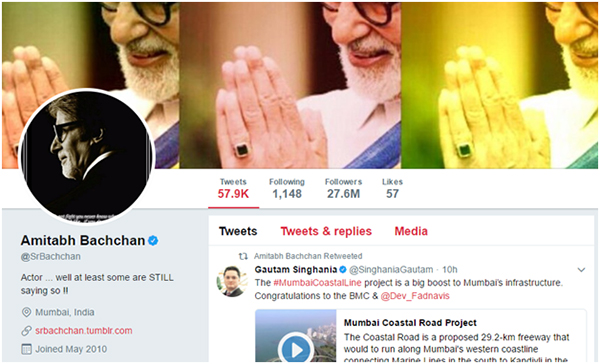 Tweets Following Followers Likes
57.9K 1,148 27.6M 57
Amitabh Bachchan
@SrBachchan
Actor ... well at least some are STILL
saying so !!
Mumbai, India
srbachchan.tumblr.com
Joined May 2010
Tweets Tweets & replies Media
Amitabh Bachchan Retweeted
Gautam Singhania @SinghaniaGautam · 10h
The #MumbaiCoastalLine project is a big boost to Mumbai's infrastructure.
Congratulations to the BMC & @Dev_Fadnavis
Mumbai Coastal Road Project
The Coastal Road is a proposed 29.2-km freeway that
would to run along Mumbai's western coastline
connecting Marine Lines in the south to Kandivli in the